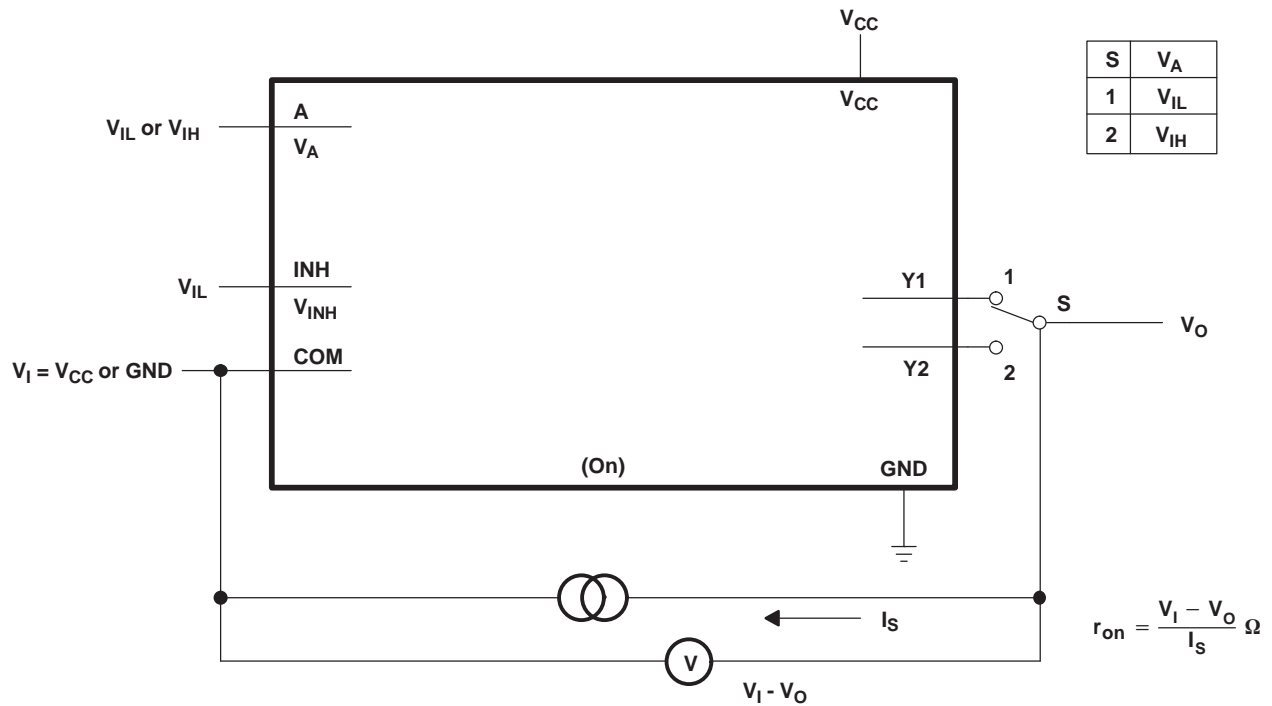 VCC
VCC
S VA
1 VIL
2 VIH
VIL or VIH
A
VA
VIL
INH
VINH
VI = VCC or GND
COM
Y1
1
S
VO
Y2
2
(On)
GND
IS
ron = VI – VO / IS Ω
V
VI - VO